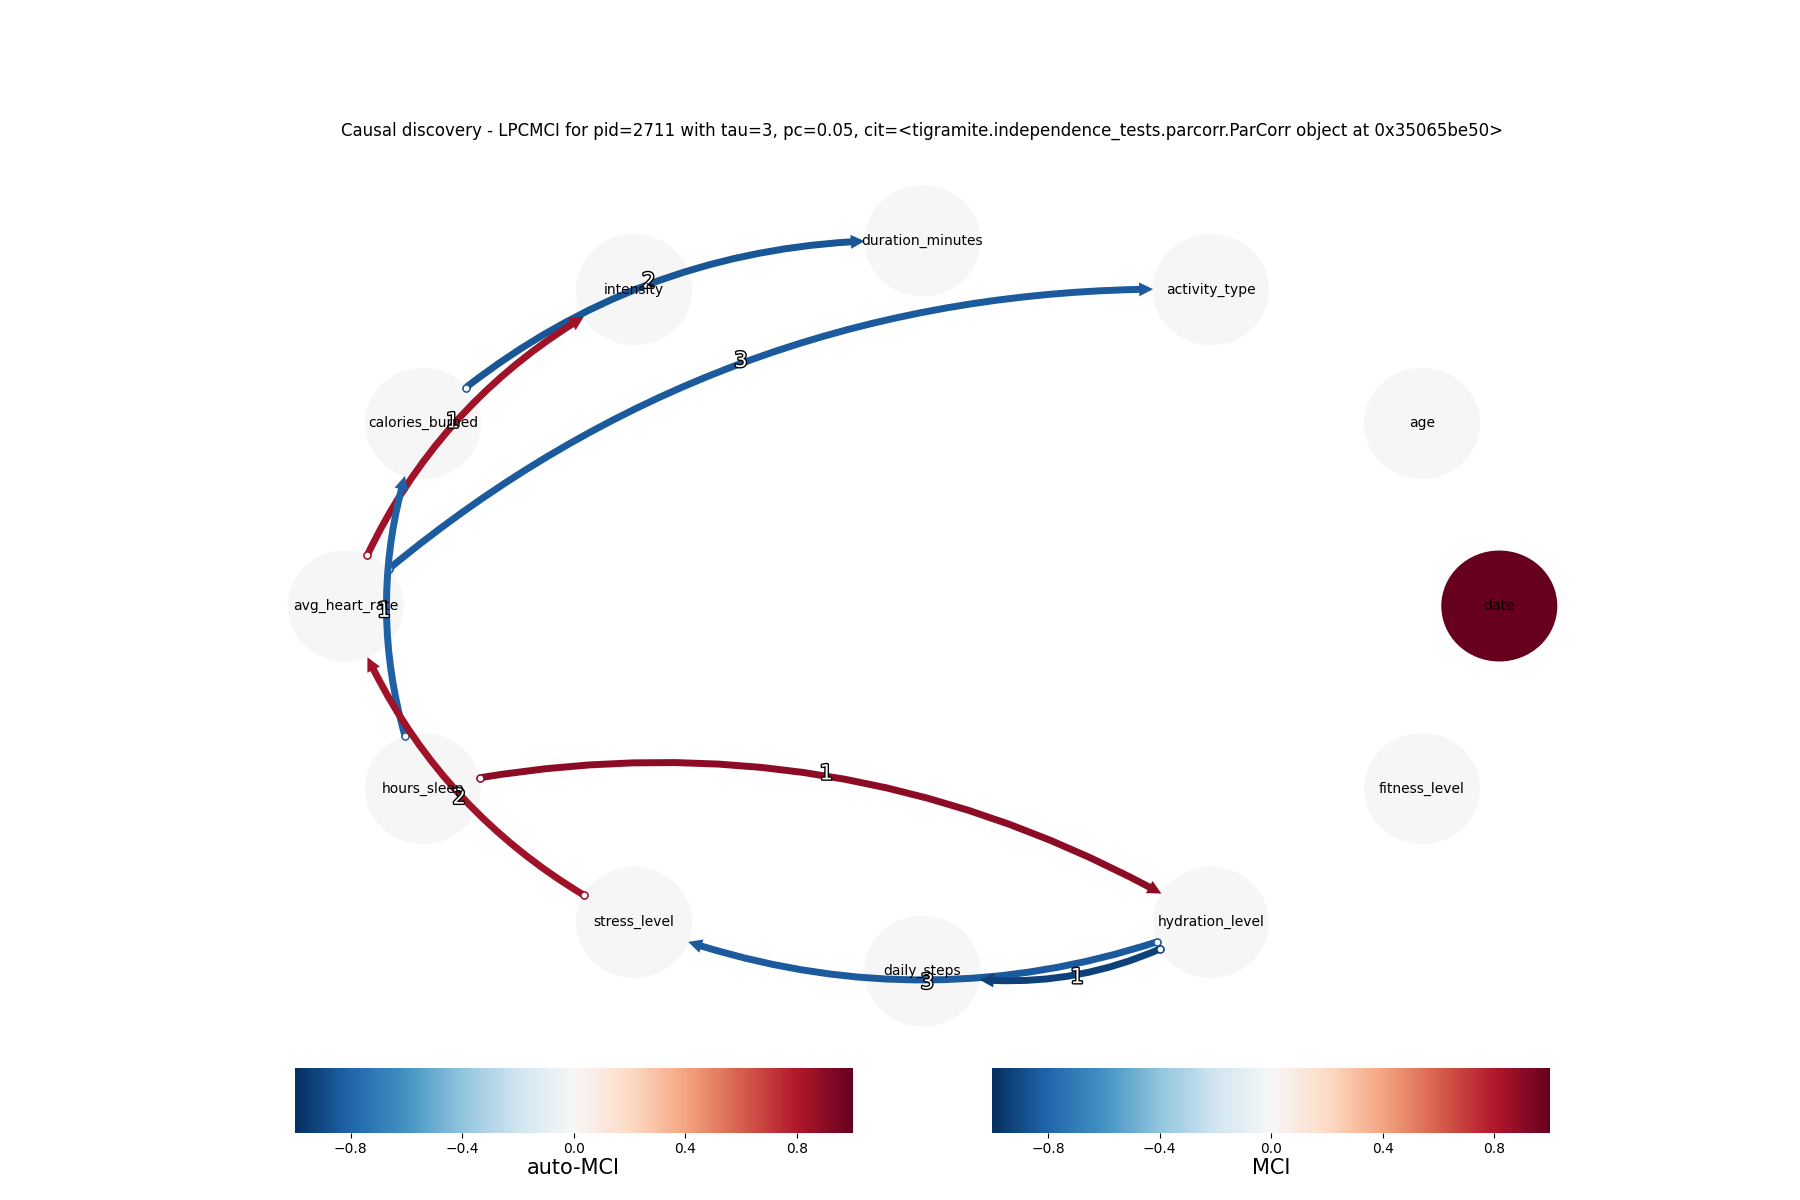 Causal discovery - LPCMCI for pid=2711 with tau=3, pc=0.05, cit=<tigramite.independence_tests.parcorr.ParCorr object at 0x35065be50>
duration_minutes
2
intensity
activity_type
3
calories_burned
1
age
avg_heart_rate
1
date
1
hours_sleep
2
fitness_level
stress_level
hydration_level
daily_steps
3
1
−0.8 −0.4 0.0 0.4 0.8
auto-MCI
−0.8 −0.4 0.0 0.4 0.8
MCI